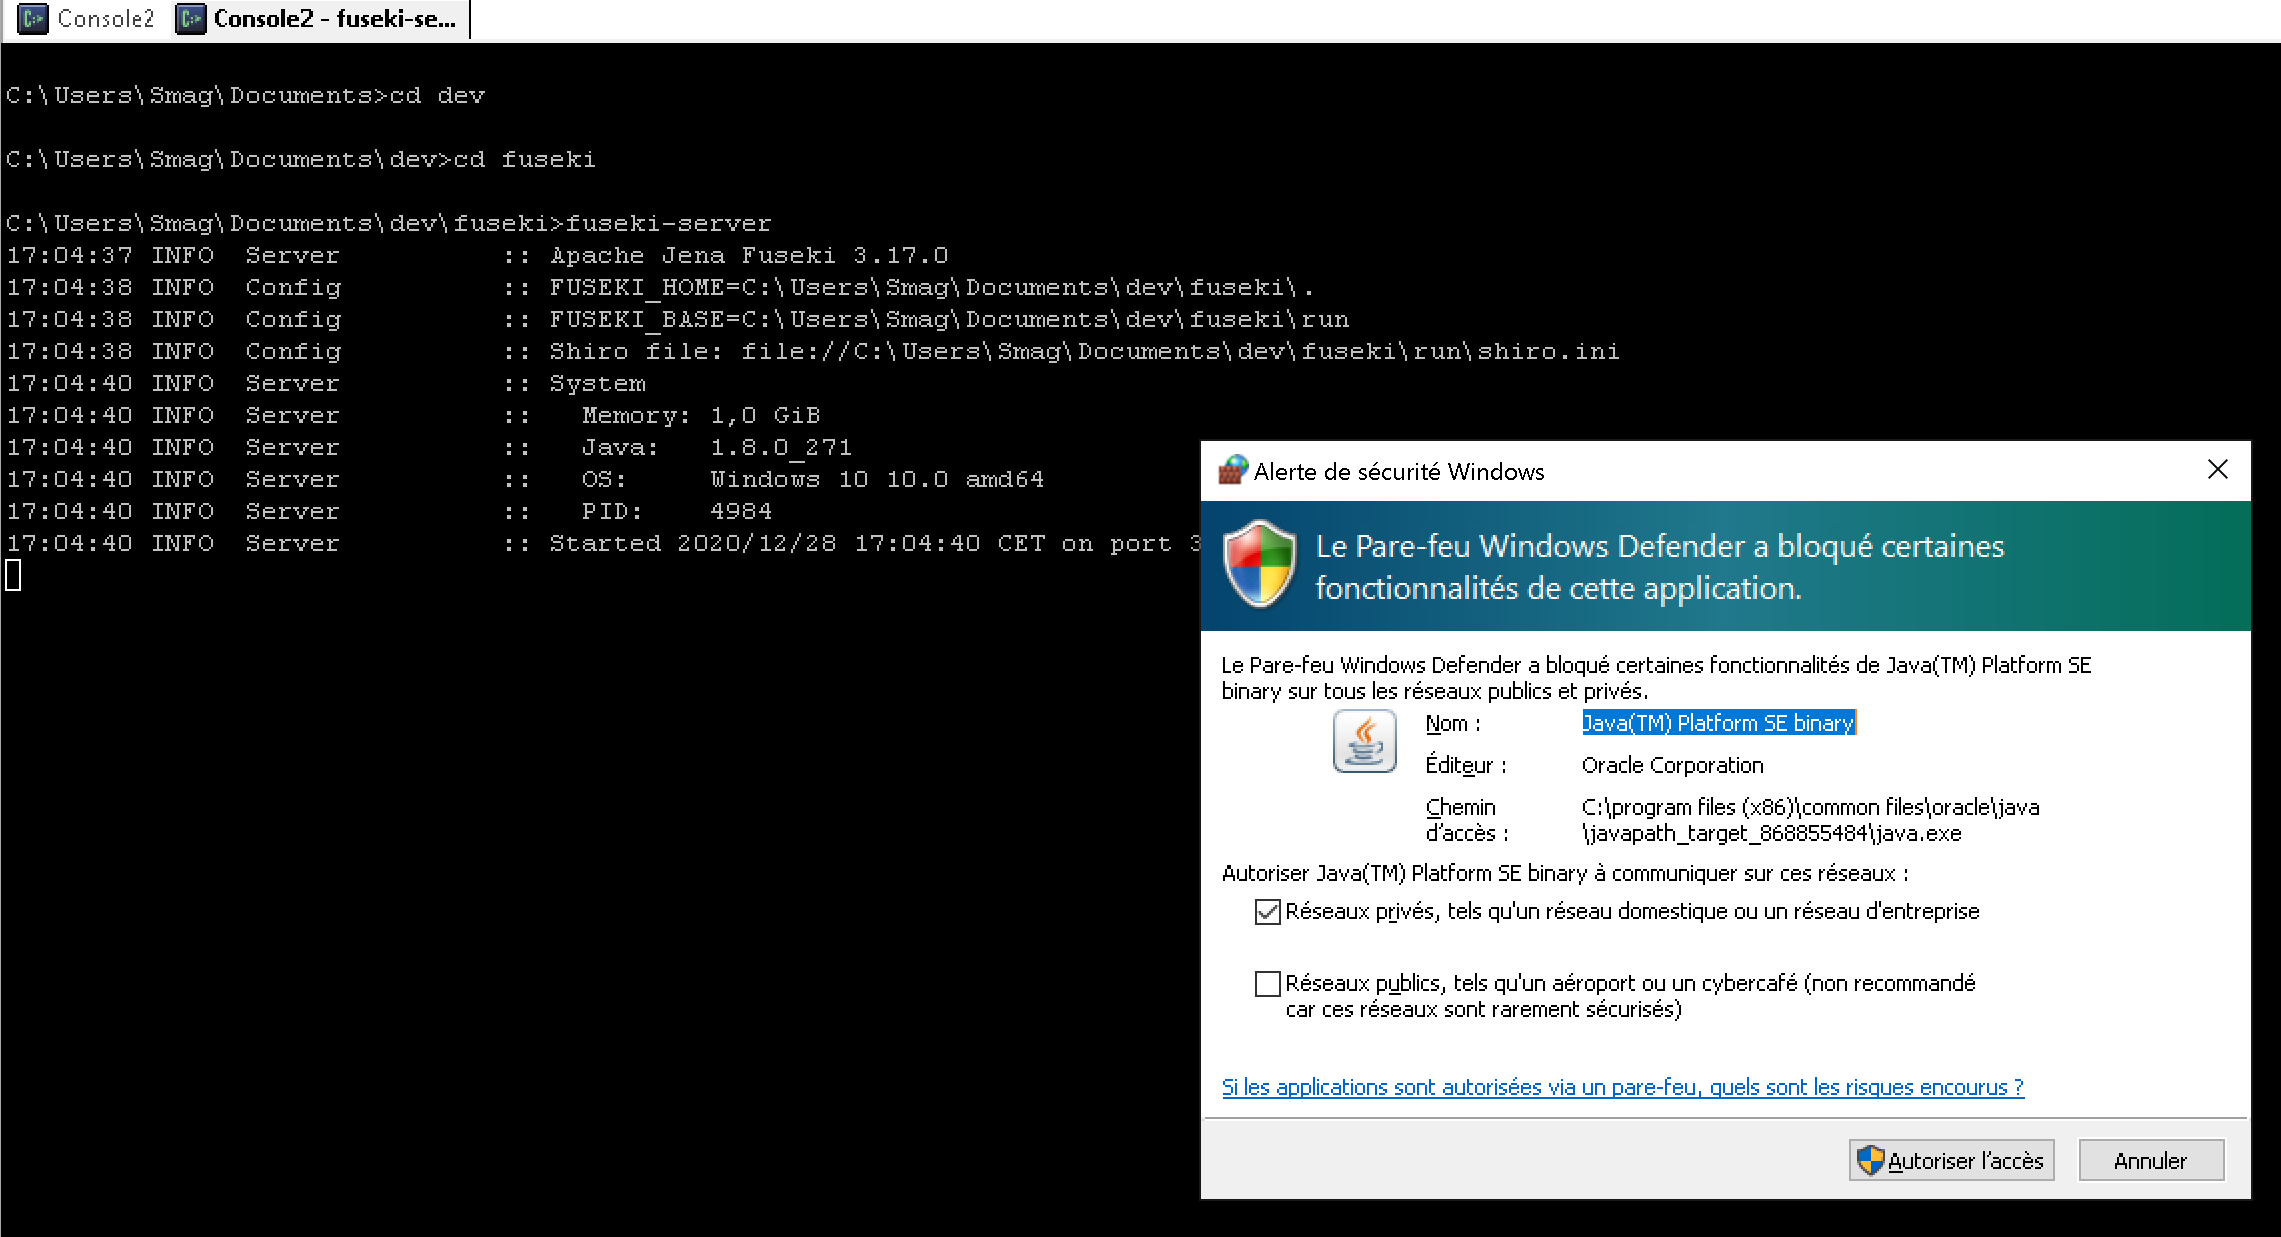 Console2
Console2 - fuseki-se...
C:\Users\Smag\Documents>cd dev
C:\Users\Smag\Documents\dev>cd fuseki
C:\Users\Smag\Documents\dev\fuseki>fuseki-server
17:04:37 INFO  Server          :: Apache Jena Fuseki 3.17.0
17:04:38 INFO  Config          :: FUSEKI_HOME=C:\Users\Smag\Documents\dev\fuseki\.
17:04:38 INFO  Config          :: FUSEKI_BASE=C:\Users\Smag\Documents\dev\fuseki\run
17:04:38 INFO  Config          :: Shiro file: file://C:\Users\Smag\Documents\dev\fuseki\run\shiro.ini
17:04:40 INFO  Server          :: System
17:04:40 INFO  Server          ::   Memory: 1,0 GiB
17:04:40 INFO  Server          ::   Java:   1.8.0_271
17:04:40 INFO  Server          ::   OS:     Windows 10 10.0 amd64
17:04:40 INFO  Server          ::   PID:    4984
17:04:40 INFO  Server          :: Started 2020/12/28 17:04:40 CET on port 3
Alerte de sécurité Windows
Le Pare-feu Windows Defender a bloqué certaines
fonctionnalités de cette application.
Le Pare-feu Windows Defender a bloqué certaines fonctionnalités de Java(TM) Platform SE
binary sur tous les réseaux publics et privés.
Nom : Java(TM) Platform SE binary
Éditeur : Oracle Corporation
Chemin C:\program files (x86)\common files\oracle\java
d'accès : \javapath_target_868855484\java.exe
Autoriser Java(TM) Platform SE binary à communiquer sur ces réseaux :
Réseaux privés, tels qu'un réseau domestique ou un réseau d'entreprise
Réseaux publics, tels qu'un aéroport ou un cybercafé (non recommandé
car ces réseaux sont rarement sécurisés)
Si les applications sont autorisées via un pare-feu, quels sont les risques encourus ?
Autoriser l'accès
Annuler